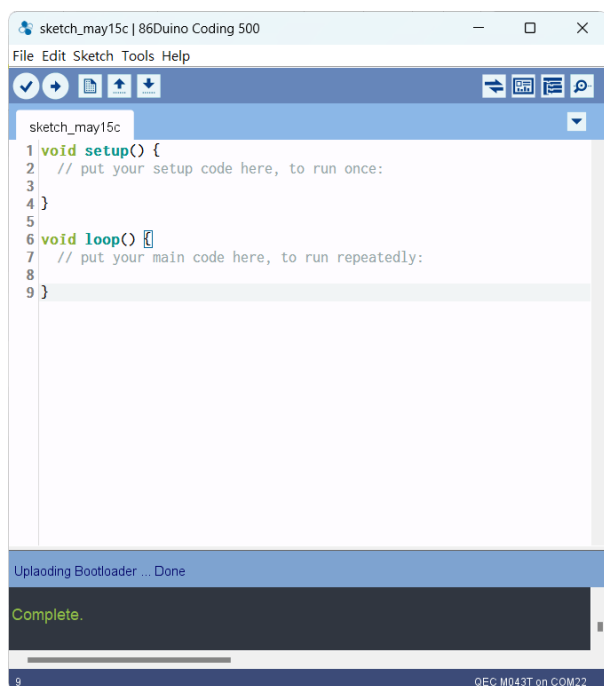 sketch_may15c | 86Duino Coding 500
File Edit Sketch Tools Help
sketch_may15c
1 void setup() {
2 // put your setup code here, to run once:
3
4 }
5
6 void loop() {
7 // put your main code here, to run repeatedly:
8
9 }
Uplaoding Bootloader ... Done
Complete.
9 QEC M043T on COM22